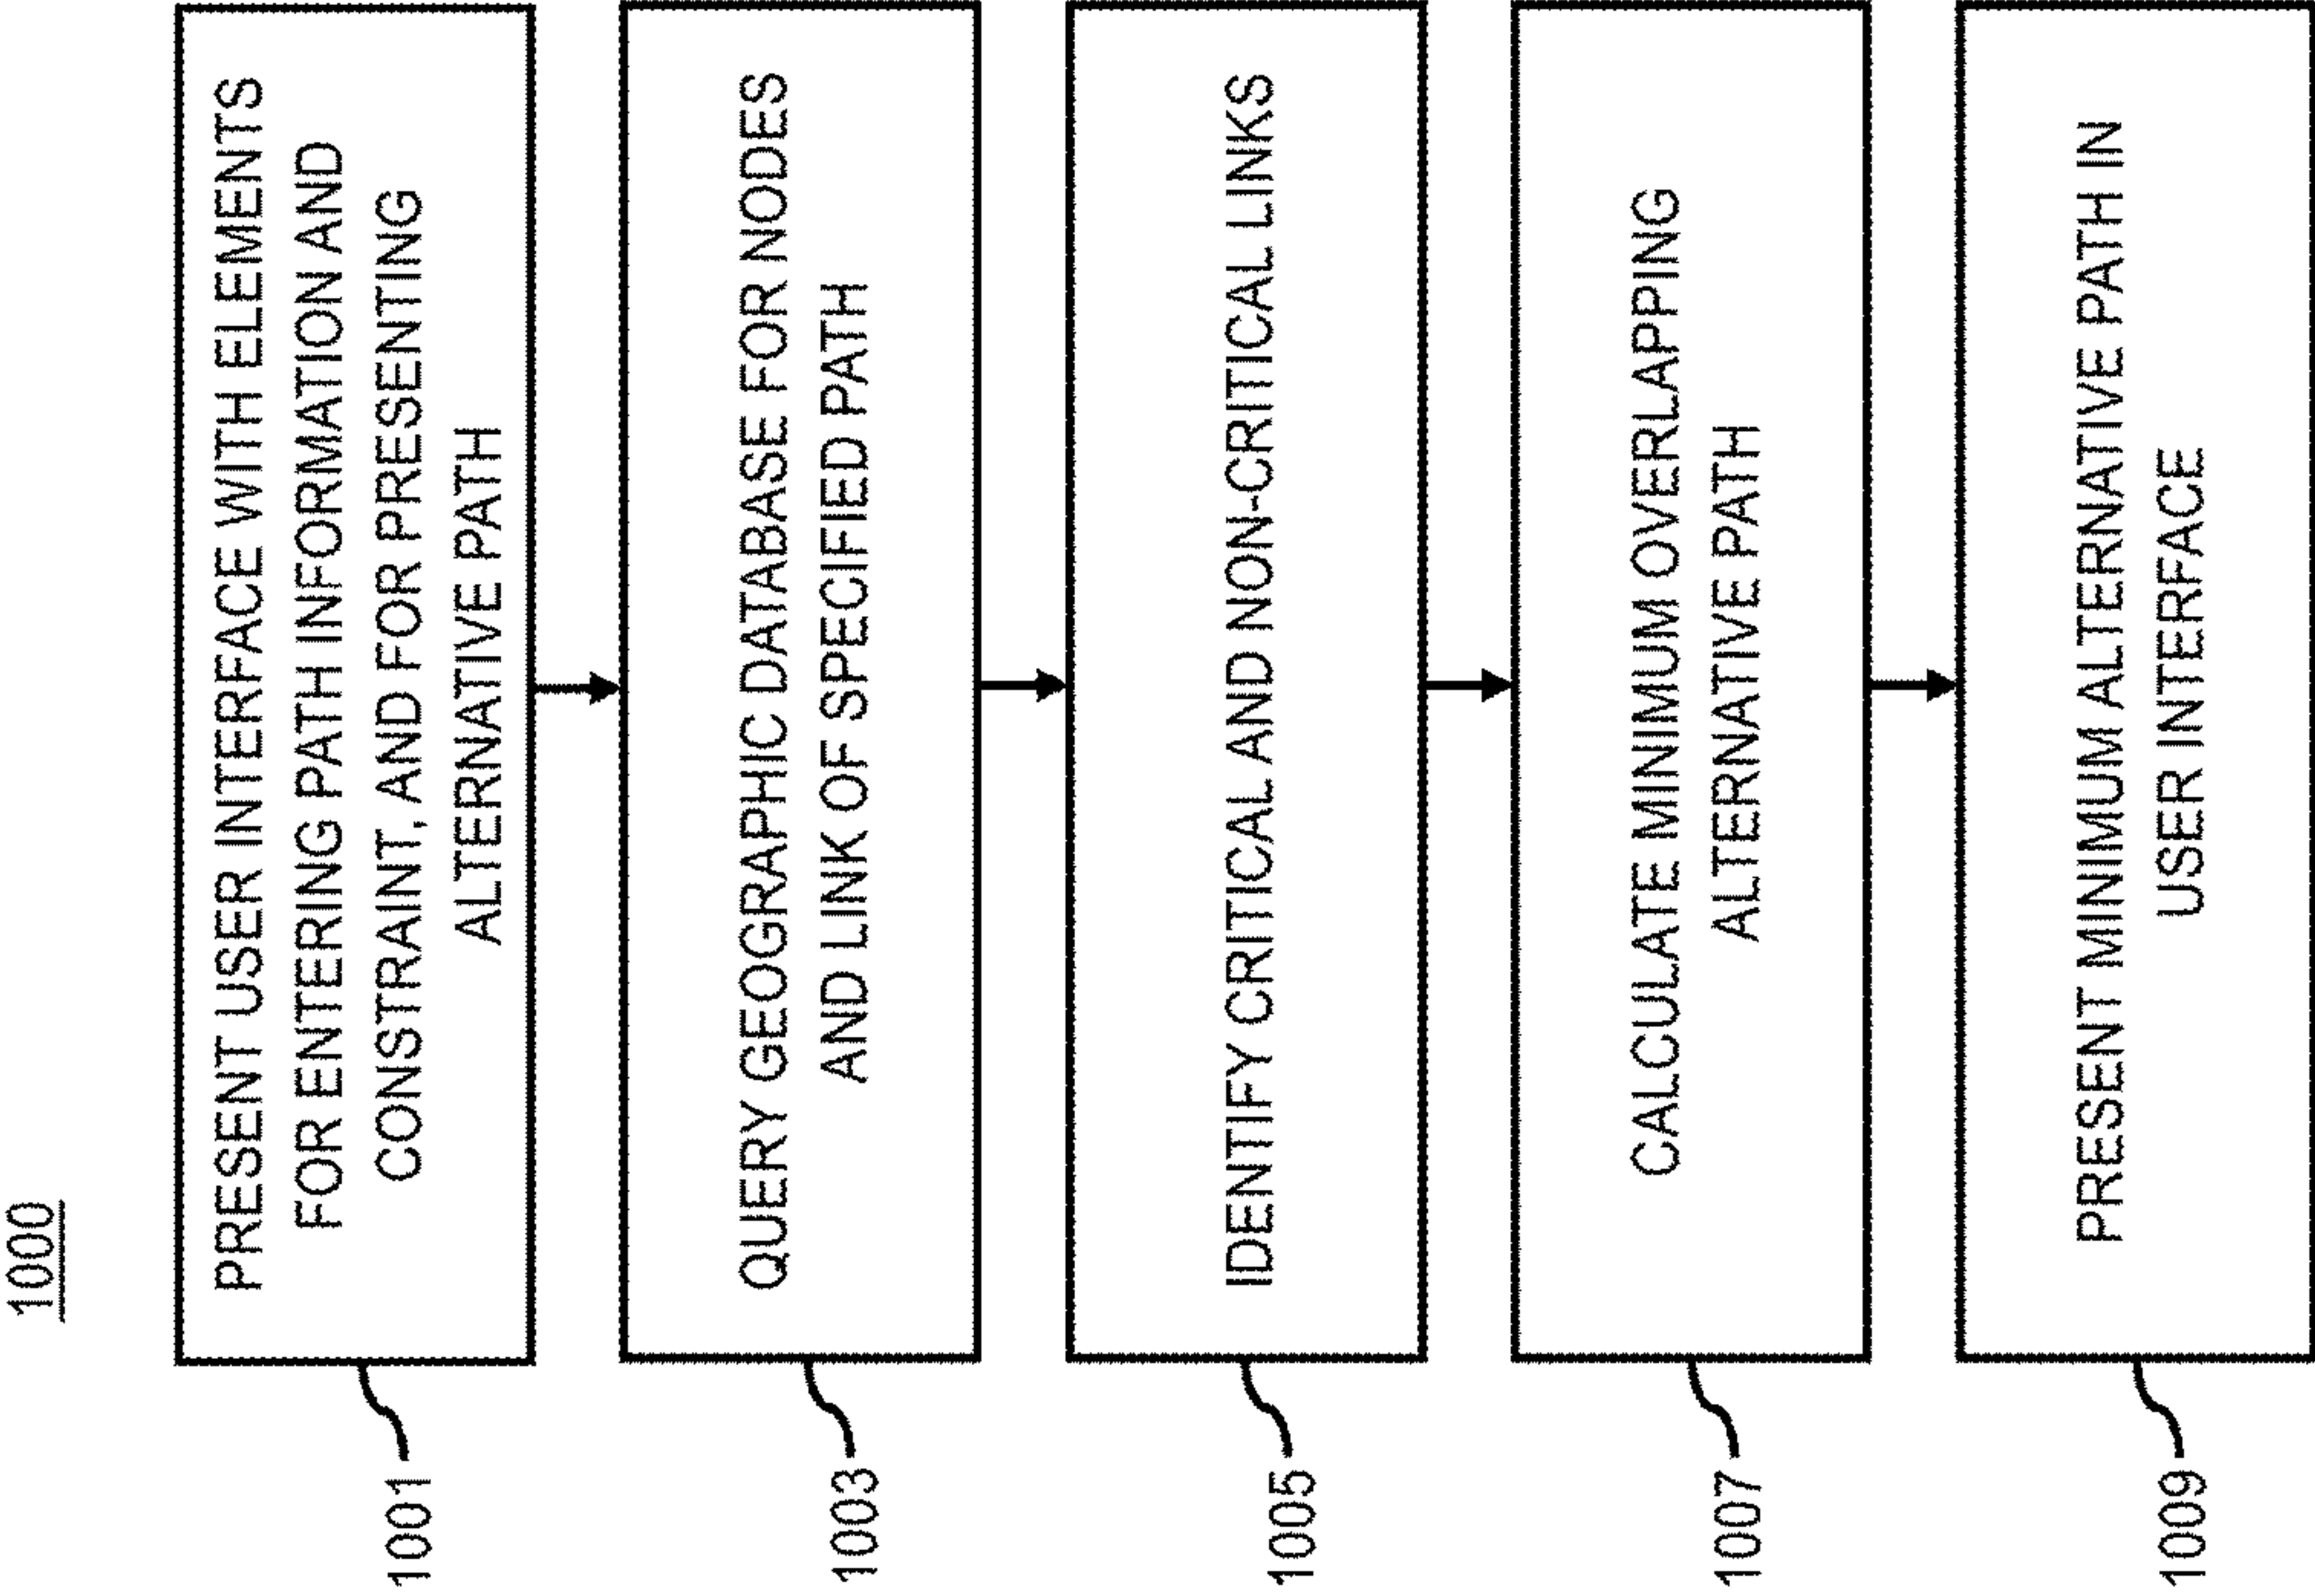 1000
PRESENT USER INTERFACE WITH ELEMENTS
FOR ENTERING PATH INFORMATION AND
CONSTRAINT, AND FOR PRESENTING
ALTERNATIVE PATH
1001
QUERY GEOGRAPHIC DATABASE FOR NODES
AND LINK OF SPECIFIED PATH
1003
IDENTIFY CRITICAL AND NON-CRITICAL LINKS
1005
CALCULATE MINIMUM OVERLAPPING
ALTERNATIVE PATH
1007
PRESENT MINIMUM ALTERNATIVE PATH IN
USER INTERFACE
1009